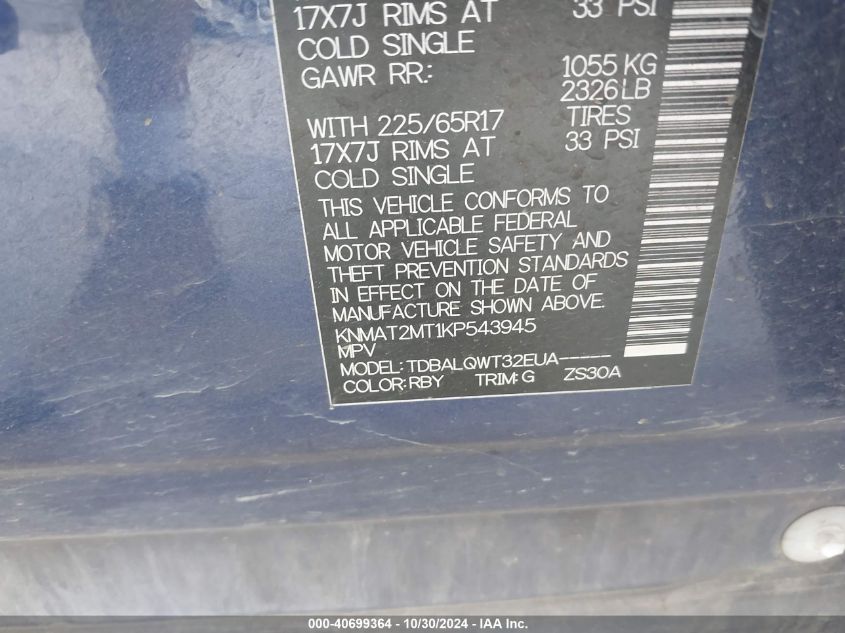 17X7J RIMS AT 33 PSI
COLD SINGLE
GAWR RR.: 1055 KG
2326LB
WITH 225/65R17 TIRES
17X7J RIMS AT 33 PSI
COLD SINGLE
THIS VEHICLE CONFORMS TO
ALL APPLICABLE FEDERAL
MOTOR VEHICLE SAFETY AND
THEFT PREVENTION STANDARDS
IN EFFECT ON THE DATE OF
MANUFACTURE SHOWN ABOVE.
KNMAT2MT1KP543945
MPV
MODEL: TDBALQWT32EUA-----
COLOR: RBY TRIM: G ZS30A
000-40699364 - 10/30/2024 - IAA Inc.